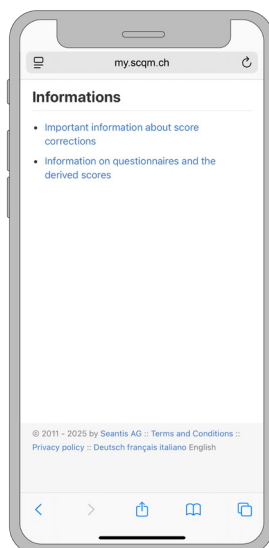 my.scqm.ch
Informations
• Important information about score
corrections
• Information on questionnaires and the
derived scores
© 2011 - 2025 by Seantis AG :: Terms and Conditions ::
Privacy policy :: Deutsch français italiano English